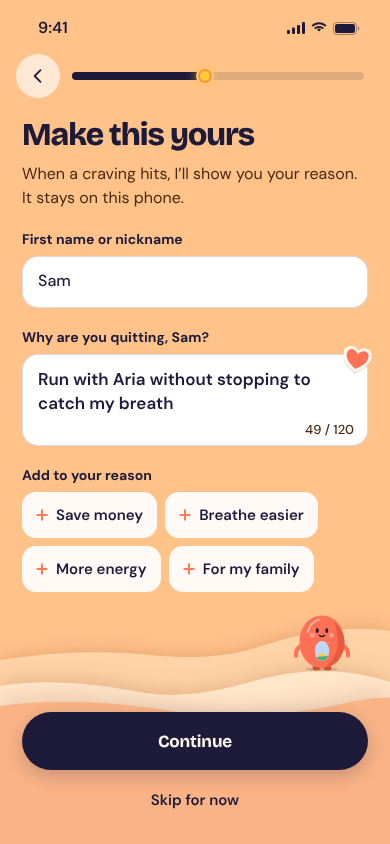 9:41
Make this yours
When a craving hits, I’ll show you your reason.
It stays on this phone.
First name or nickname
Sam
Why are you quitting, Sam?
Run with Aria without stopping to
catch my breath
49 / 120
Add to your reason
+ Save money
+ Breathe easier
+ More energy
+ For my family
Continue
Skip for now